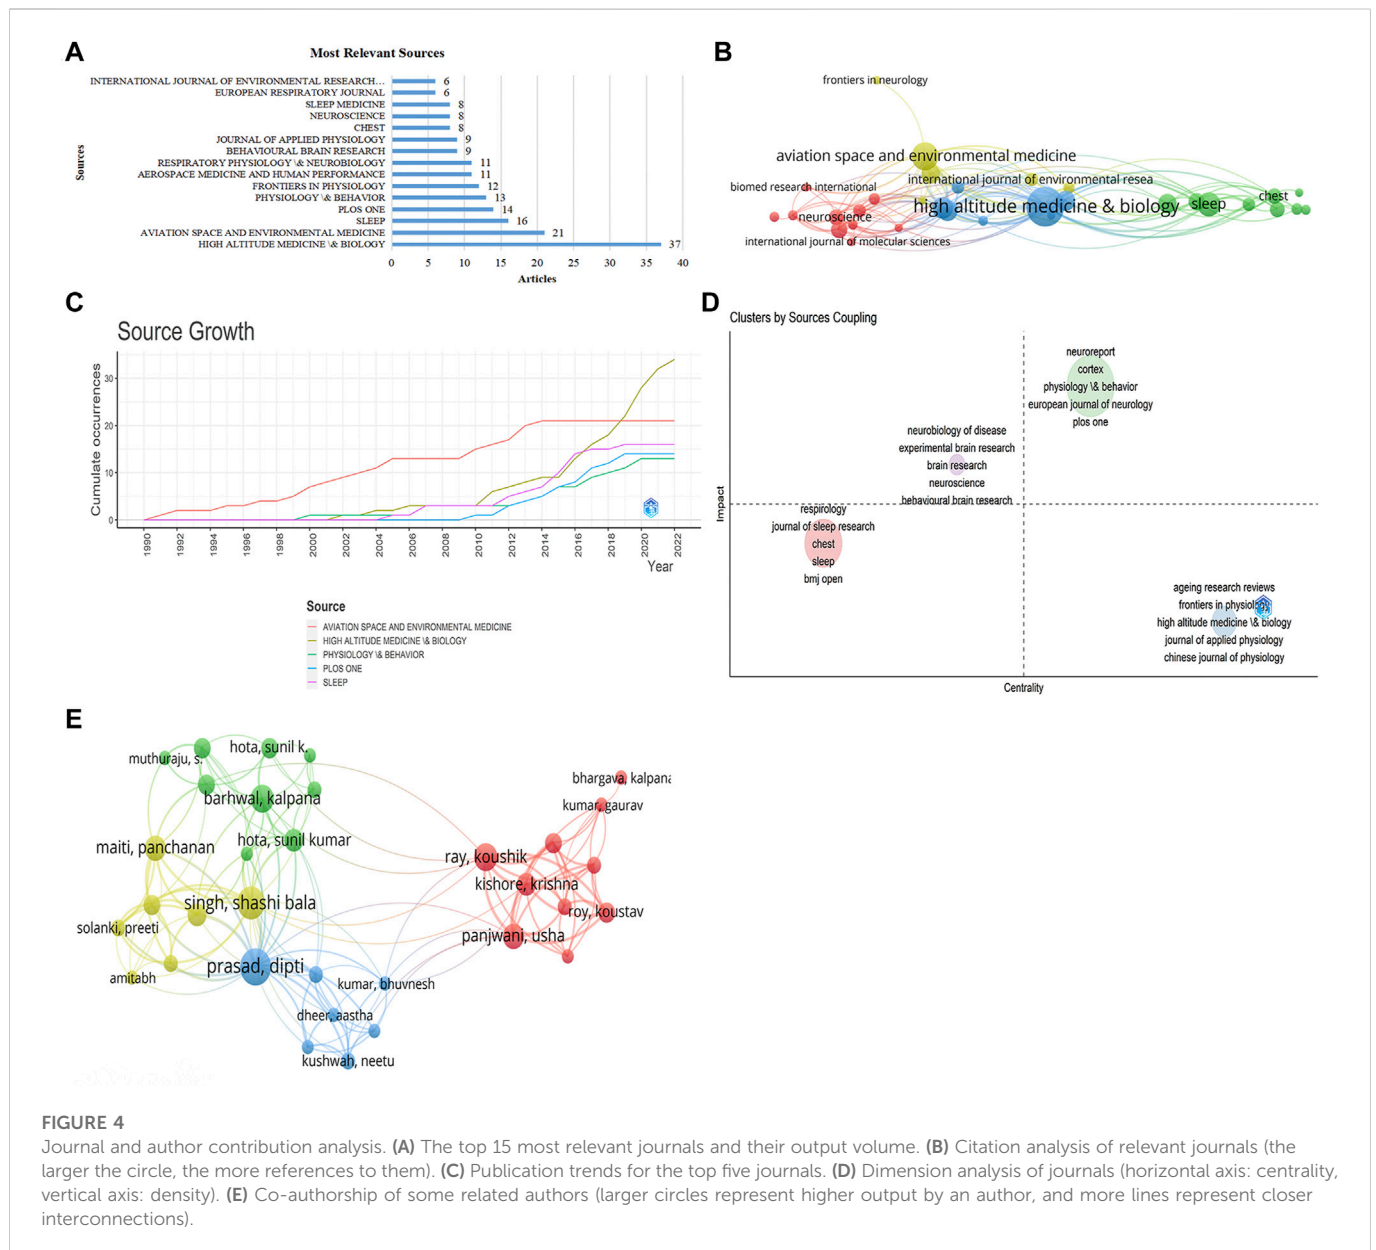 A
Most Relevant Sources
Sources
INTERNATIONAL JOURNAL OF ENVIRONMENTAL RESEARCH... 6
EUROPEAN RESPIRATORY JOURNAL 6
SLEEP MEDICINE 8
NEUROSCIENCE 8
CHEST 8
JOURNAL OF APPLIED PHYSIOLOGY 9
BEHAVIOURAL BRAIN RESEARCH 9
RESPIRATORY PHYSIOLOGY \& NEUROBIOLOGY 11
AEROSPACE MEDICINE AND HUMAN PERFORMANCE 11
FRONTIERS IN PHYSIOLOGY 12
PHYSIOLOGY \& BEHAVIOR 13
PLOS ONE 14
SLEEP 16
AVIATION SPACE AND ENVIRONMENTAL MEDICINE 21
HIGH ALTITUDE MEDICINE \& BIOLOGY 37
0 5 10 15 20 25 30 35 40
Articles
B
frontiers in neurology
aviation space and environmental medicine
international journal of environmental resea
biomed research international
high altitude medicine & biology
sleep
chest
neuroscience
international journal of molecular sciences
C
Source Growth
Cumulate occurrences
30
20
10
0
1990 1992 1994 1996 1998 2000 2002 2004 2006 2008 2010 2012 2014 2016 2018 2020 2022
Year
Source
AVIATION SPACE AND ENVIRONMENTAL MEDICINE
HIGH ALTITUDE MEDICINE \& BIOLOGY
PHYSIOLOGY \& BEHAVIOR
PLOS ONE
SLEEP
D
Clusters by Sources Coupling
Impact
neuroreport
cortex
physiology \& behavior
european journal of neurology
plos one
neurobiology of disease
experimental brain research
brain research
neuroscience
behavioural brain research
respirology
journal of sleep research
chest
sleep
bmj open
ageing research reviews
frontiers in physiology
high altitude medicine \& biology
journal of applied physiology
chinese journal of physiology
Centrality
E
muthuraju, s.
hota, sunil k.
barhwal, kalpana
hota, sunil kumar
maiti, panchanan
singh, shashi bala
solanki, preeti
amitabh
prasad, dipti
kumar, bhuvnesh
dheer, aastha
kushwah, neetu
bhargava, kalpana
kumar, gaurav
ray, koushik
kishore, krishna
roy, koustav
panjwani, usha
FIGURE 4
Journal and author contribution analysis. (A) The top 15 most relevant journals and their output volume. (B) Citation analysis of relevant journals (the
larger the circle, the more references to them). (C) Publication trends for the top five journals. (D) Dimension analysis of journals (horizontal axis: centrality,
vertical axis: density). (E) Co-authorship of some related authors (larger circles represent higher output by an author, and more lines represent closer
interconnections).